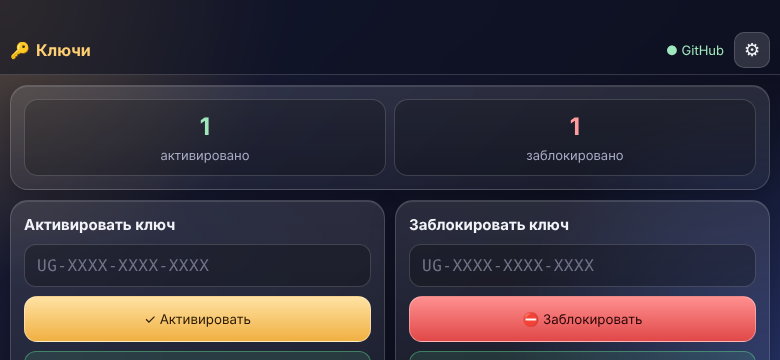 🔑 Ключи
GitHub
1
активировано
1
заблокировано
Активировать ключ
UG-XXXX-XXXX-XXXX
✓ Активировать
Заблокировать ключ
UG-XXXX-XXXX-XXXX
⛔ Заблокировать